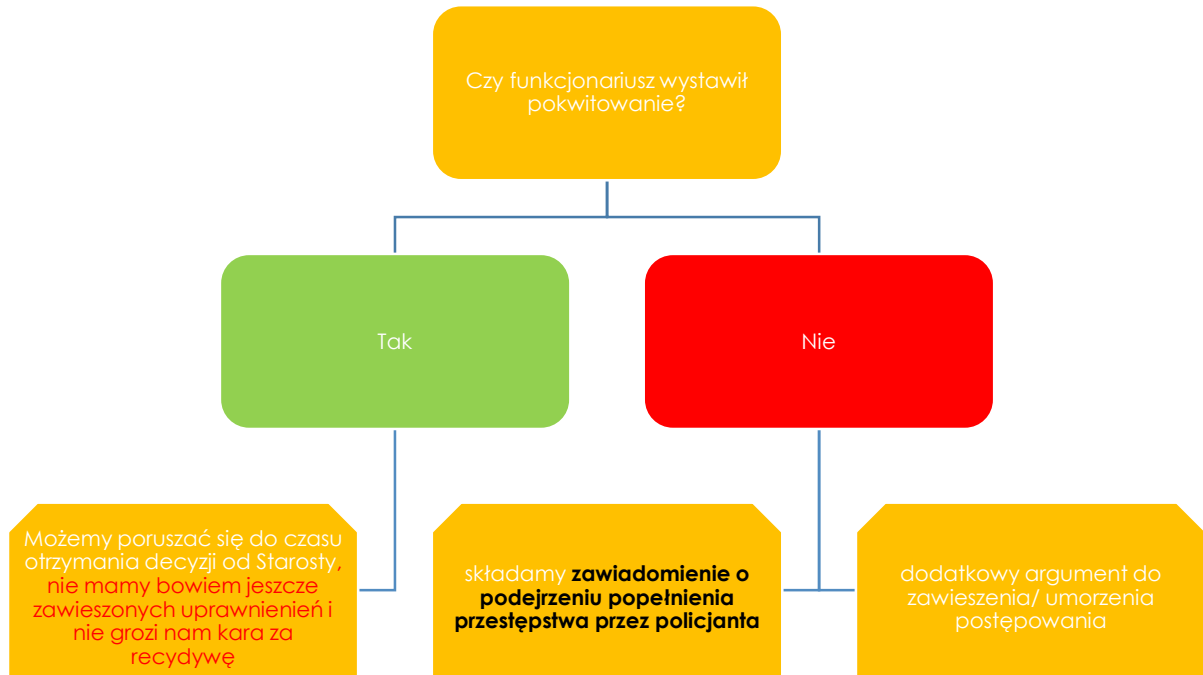 Czy funkcjonariusz wystawił
pokwitowanie?
Tak
Nie
Możemy poruszać się do czasu
otrzymania decyzji od Starosty,
nie mamy bowiem jeszcze
zawieszonych uprawnienień i
nie grozi nam kara za
recydywę
składamy zawiadomienie o
podejrzeniu popełnienia
przestępstwa przez policjanta
dodatkowy argument do
zawieszenia/ umorzenia
postępowania